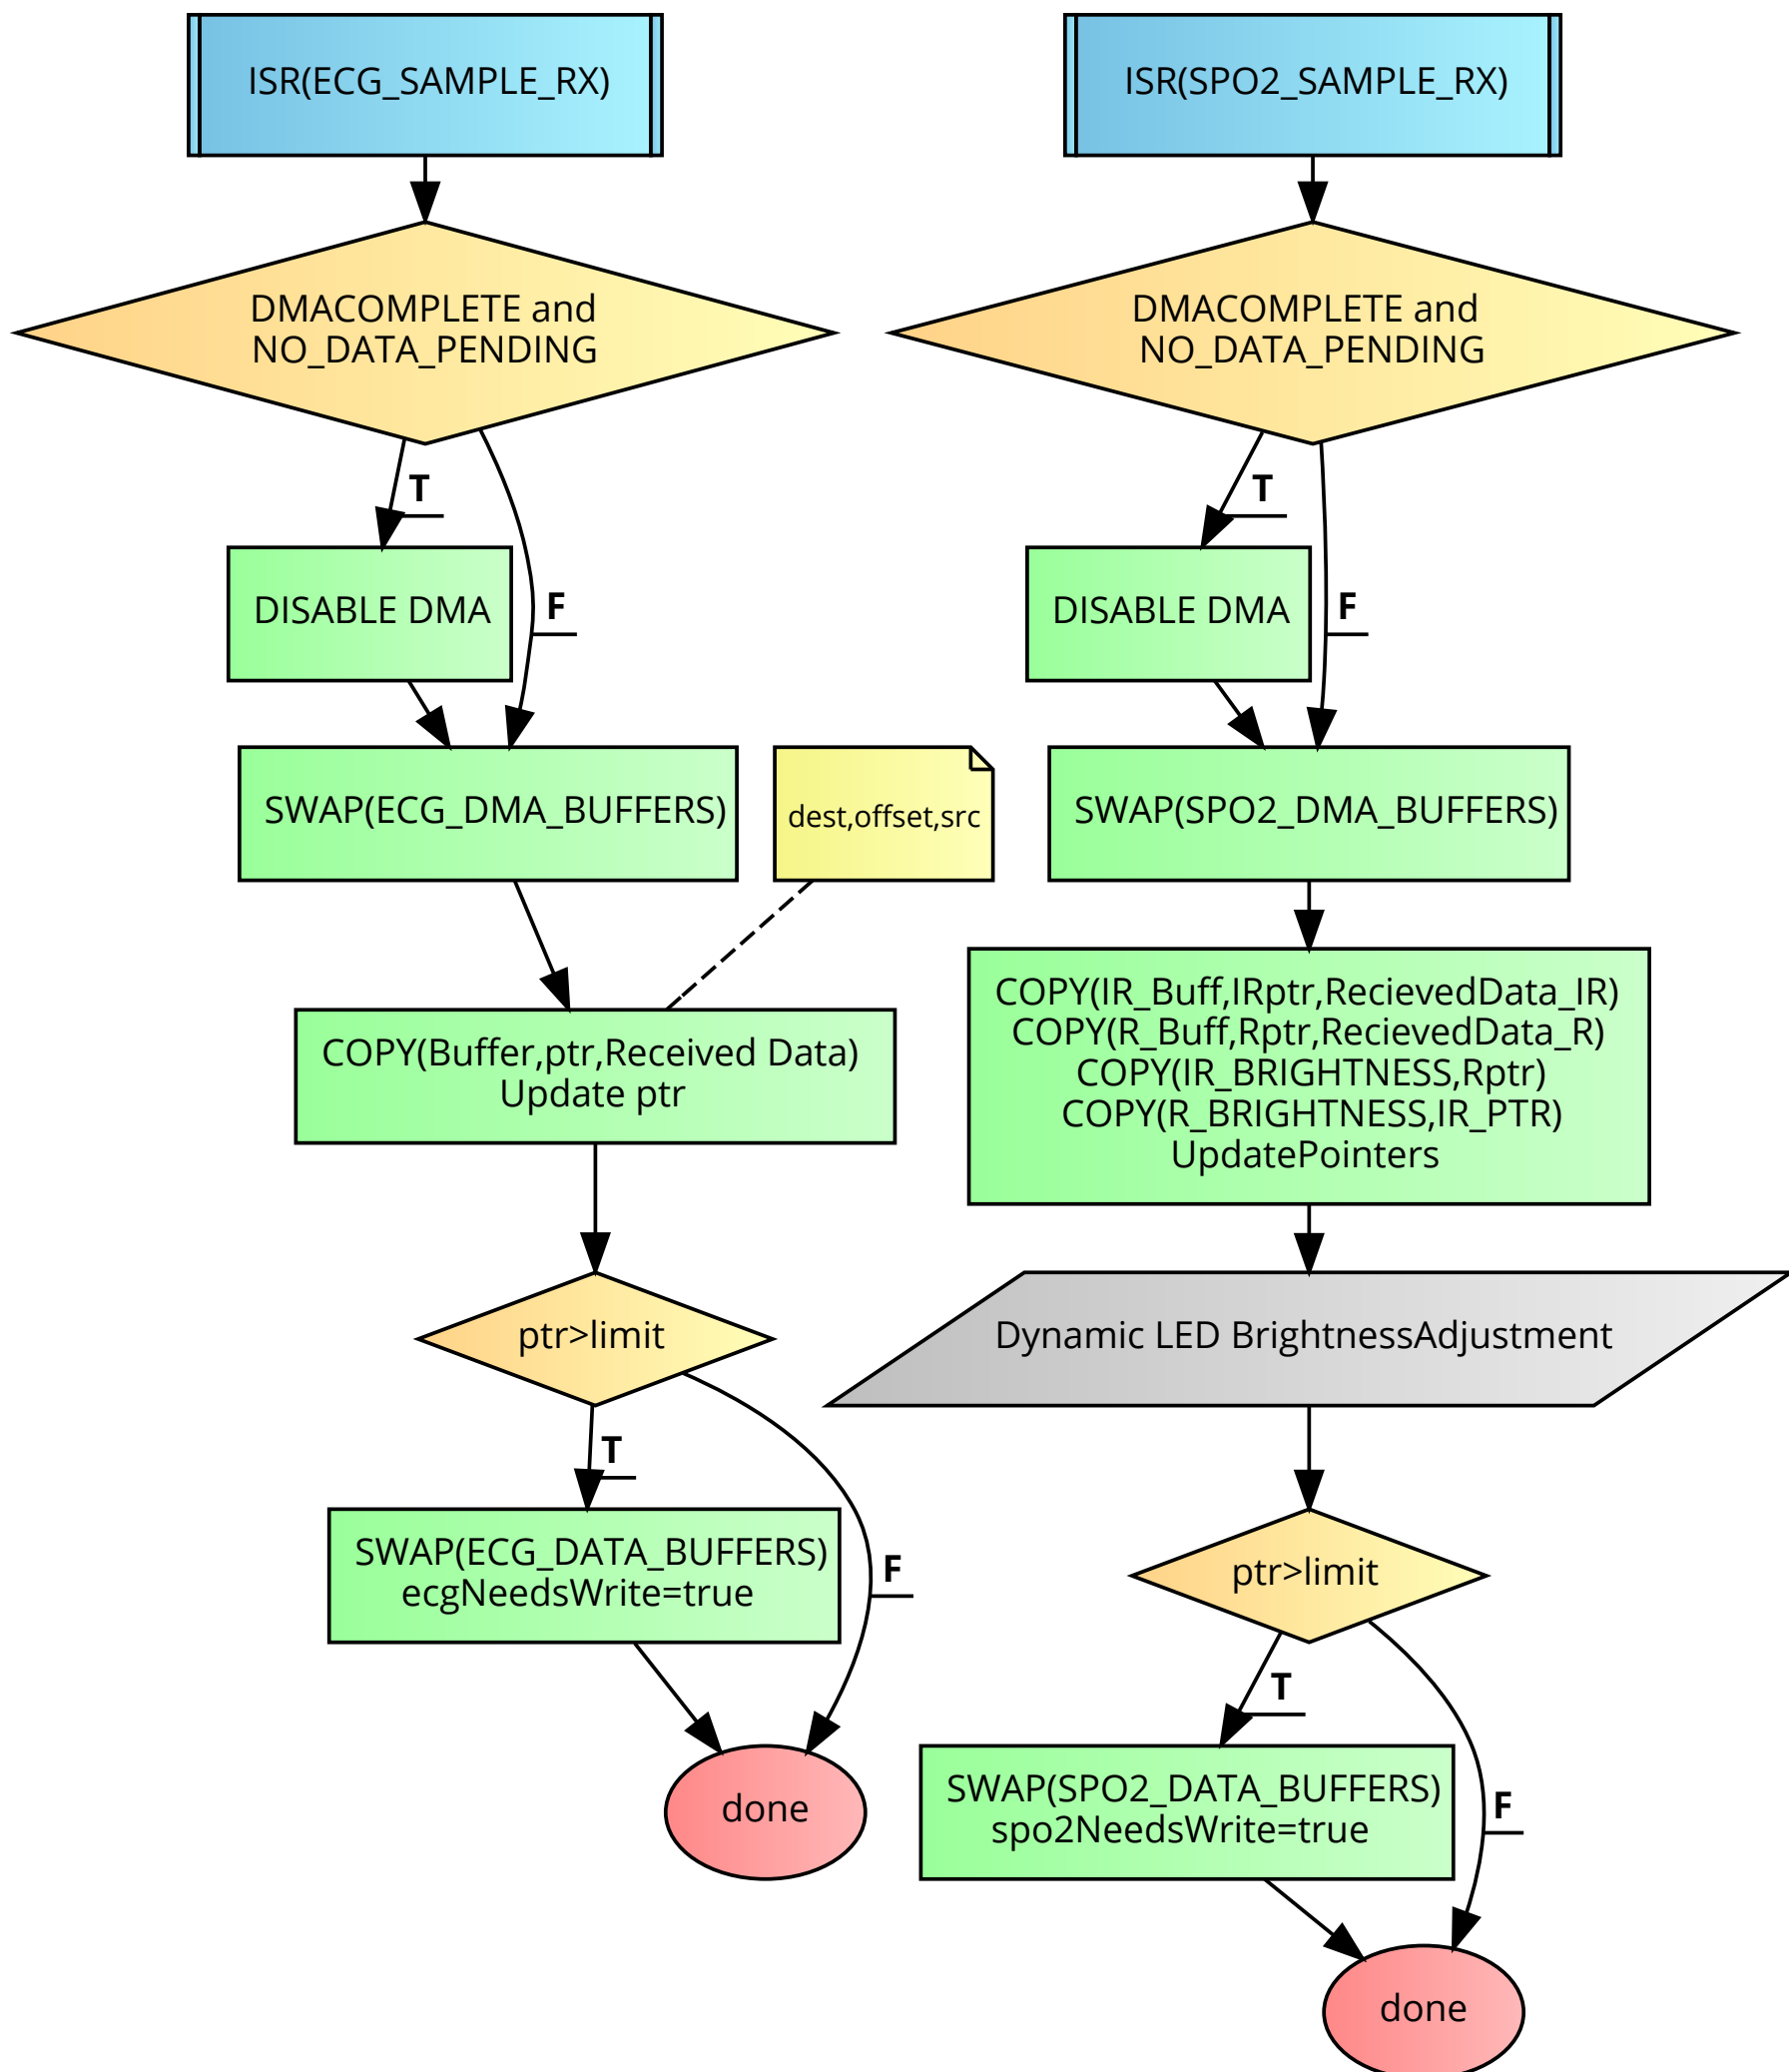 ISR(ECG_SAMPLE_RX)
DMACOMPLETE and
NO_DATA_PENDING
T
DISABLE DMA
F
SWAP(ECG_DMA_BUFFERS)
dest,offset,src
COPY(Buffer,ptr,Received Data)
Update ptr
ptr>limit
T
SWAP(ECG_DATA_BUFFERS)
ecgNeedsWrite=true
F
done
ISR(SPO2_SAMPLE_RX)
DMACOMPLETE and
NO_DATA_PENDING
T
DISABLE DMA
F
SWAP(SPO2_DMA_BUFFERS)
COPY(IR_Buff,IRptr,RecievedData_IR)
COPY(R_Buff,Rptr,RecievedData_R)
COPY(IR_BRIGHTNESS,Rptr)
COPY(R_BRIGHTNESS,IR_PTR)
UpdatePointers
Dynamic LED BrightnessAdjustment
ptr>limit
T
SWAP(SPO2_DATA_BUFFERS)
spo2NeedsWrite=true
F
done